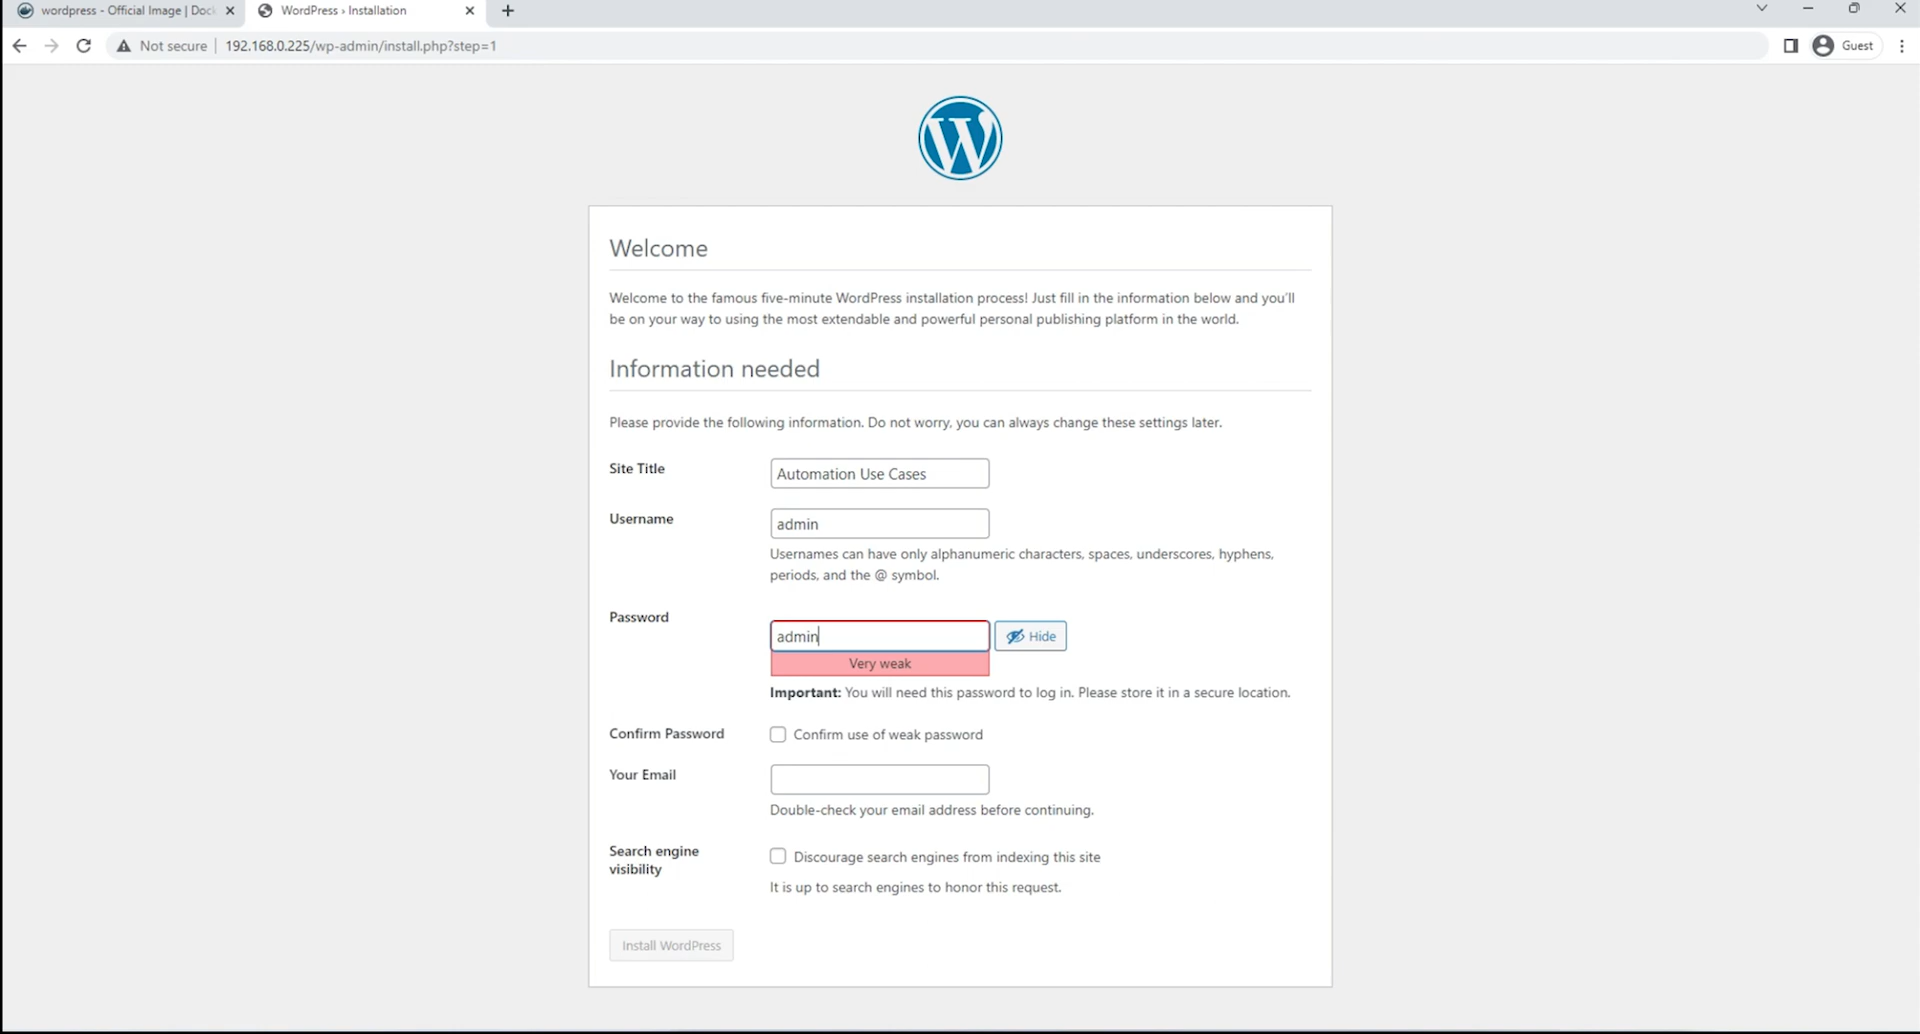 wordpress - Official Image | Dock
WordPress › Installation
Not secure
192.168.0.225/wp-admin/install.php?step=1
Guest
W
Welcome
Welcome to the famous five-minute WordPress installation process! Just fill in the information below and you'll
be on your way to using the most extendable and powerful personal publishing platform in the world.
Information needed
Please provide the following information. Do not worry, you can always change these settings later.
Site Title
Automation Use Cases
Username
admin
Usernames can have only alphanumeric characters, spaces, underscores, hyphens,
periods, and the @ symbol.
Password
admin
Hide
Very weak
Important: You will need this password to log in. Please store it in a secure location.
Confirm Password
Confirm use of weak password
Your Email
Double-check your email address before continuing.
Search engine
visibility
Discourage search engines from indexing this site
It is up to search engines to honor this request.
Install WordPress